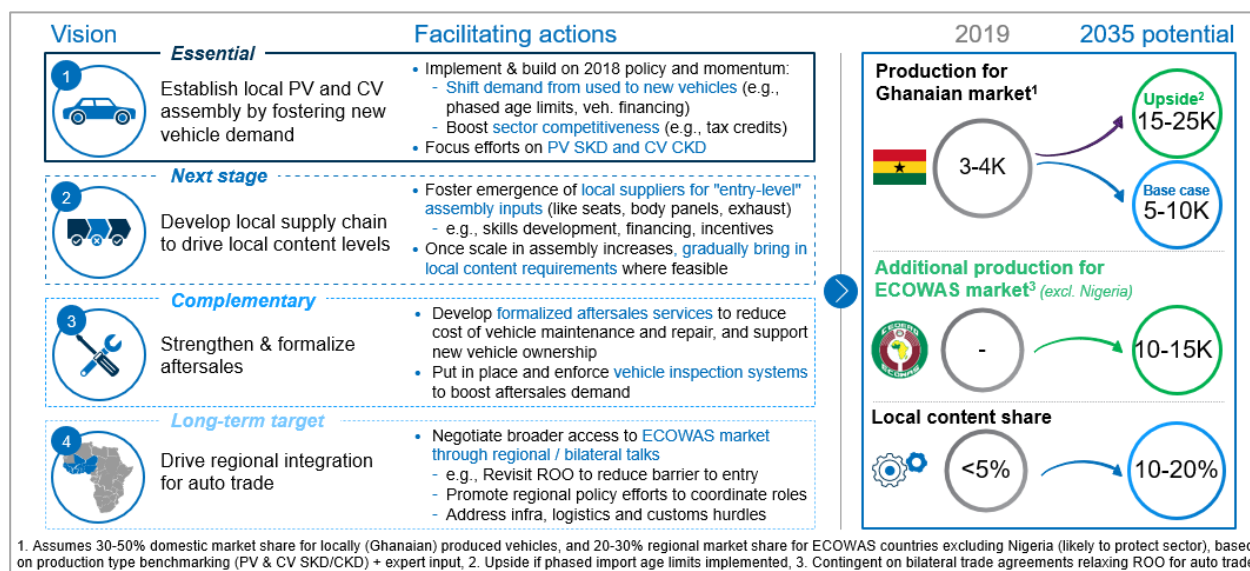 Vision
Facilitating actions
2019
2035 potential
Essential
1
Establish local PV and CV
assembly by fostering new
vehicle demand
• Implement & build on 2018 policy and momentum:
- Shift demand from used to new vehicles (e.g.,
phased age limits, veh. financing)
- Boost sector competitiveness (e.g., tax credits)
• Focus efforts on PV SKD and CV CKD
Next stage
2
Develop local supply chain
to drive local content levels
• Foster emergence of local suppliers for "entry-level"
assembly inputs (like seats, body panels, exhaust)
- e.g., skills development, financing, incentives
• Once scale in assembly increases, gradually bring in
local content requirements where feasible
Complementary
3
Strengthen & formalize
aftersales
• Develop formalized aftersales services to reduce
cost of vehicle maintenance and repair, and support
new vehicle ownership
• Put in place and enforce vehicle inspection systems
to boost aftersales demand
Long-term target
4
Drive regional integration
for auto trade
• Negotiate broader access to ECOWAS market
through regional / bilateral talks
- e.g., Revisit ROO to reduce barrier to entry
- Promote regional policy efforts to coordinate roles
- Address infra, logistics and customs hurdles
Production for
Ghanaian market1
3-4K
Upside2
15-25K
Base case
5-10K
Additional production for
ECOWAS market3 (excl. Nigeria)
CEDEAO
ECOWAS
-
10-15K
Local content share
<5%
10-20%
1. Assumes 30-50% domestic market share for locally (Ghanaian) produced vehicles, and 20-30% regional market share for ECOWAS countries excluding Nigeria (likely to protect sector), based
on production type benchmarking (PV & CV SKD/CKD) + expert input, 2. Upside if phased import age limits implemented, 3. Contingent on bilateral trade agreements relaxing ROO for auto trade